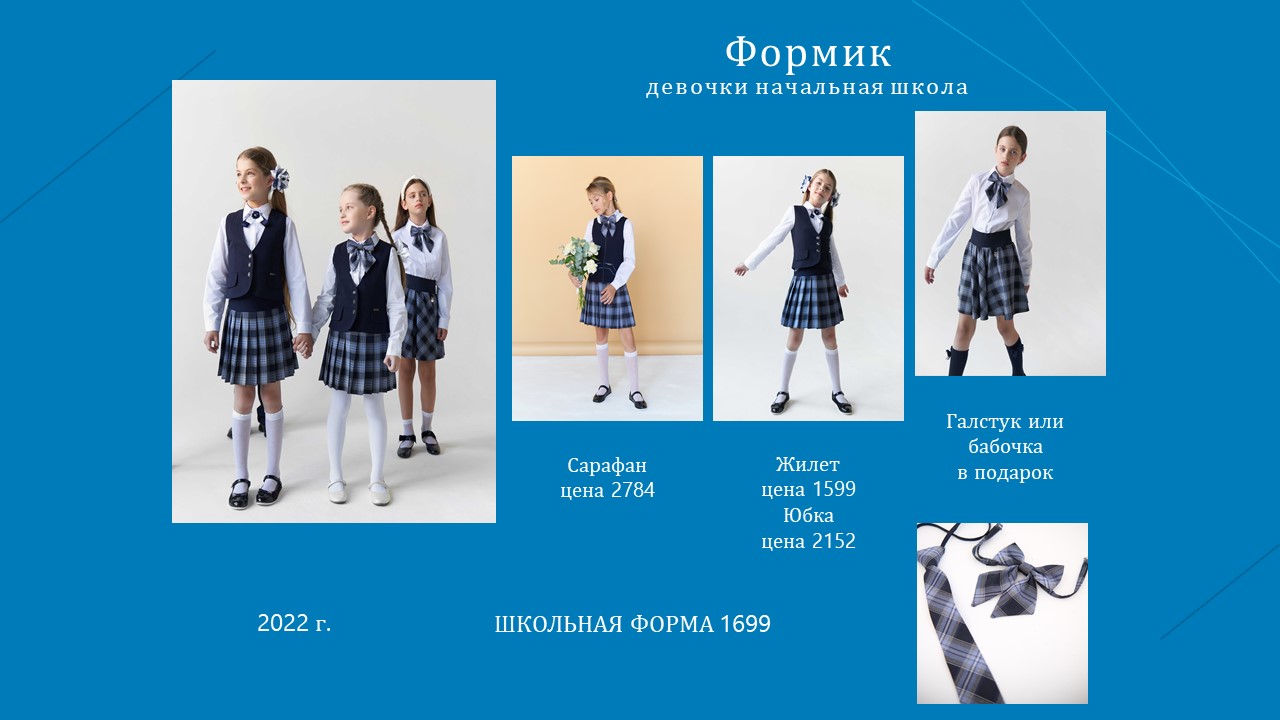 Формик
девочки начальная школа
Сарафан
цена 2784
Жилет
цена 1599
Юбка
цена 2152
Галстук или
бабочка
в подарок
2022 г.
ШКОЛЬНАЯ ФОРМА 1699